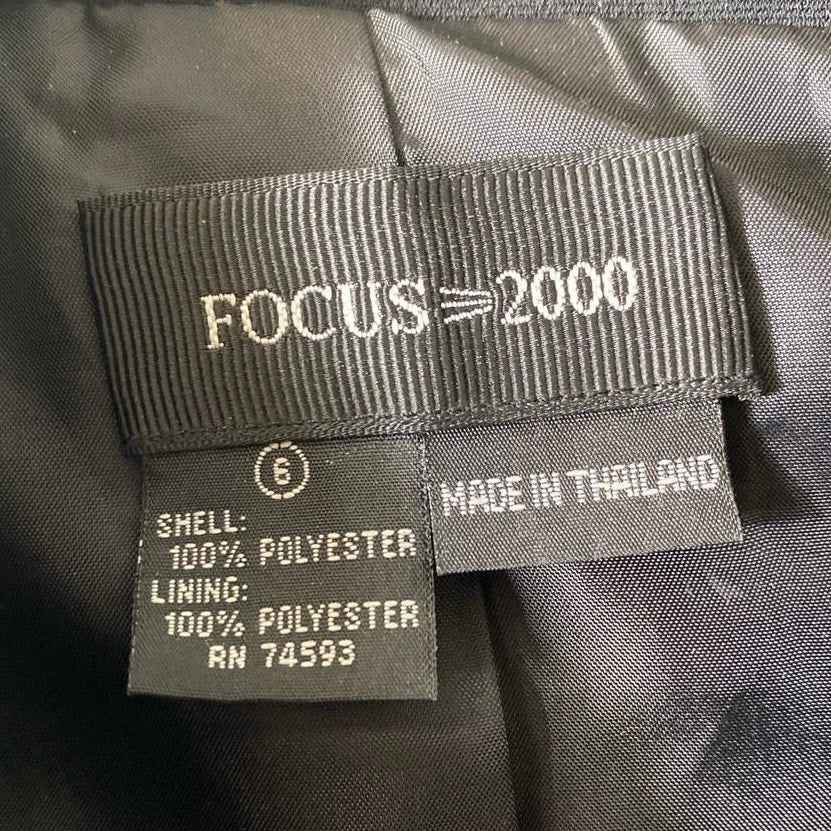 FOCUS 2000
6
SHELL:
100% POLYESTER
LINING:
100% POLYESTER
RN 74593
MADE IN THAILAND